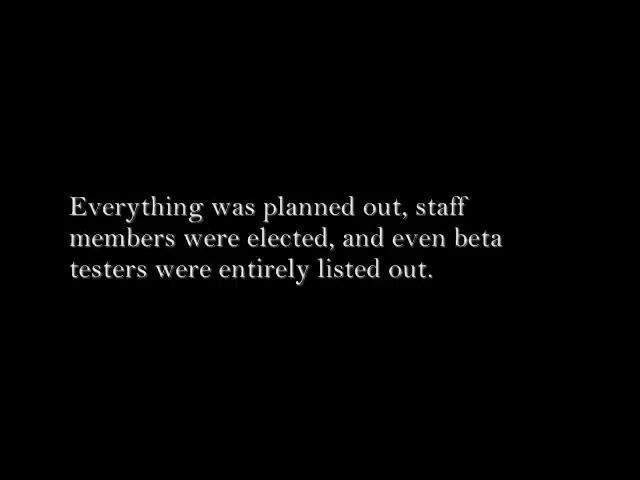 Everything was planned out, staff
members were elected, and even beta
testers were entirely listed out.